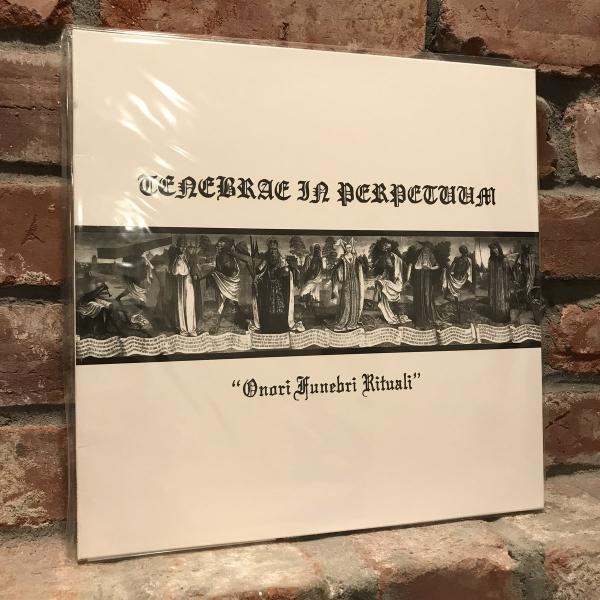 TENEBRAE IN PERPETUUM
“Onori Funebri Rituali”